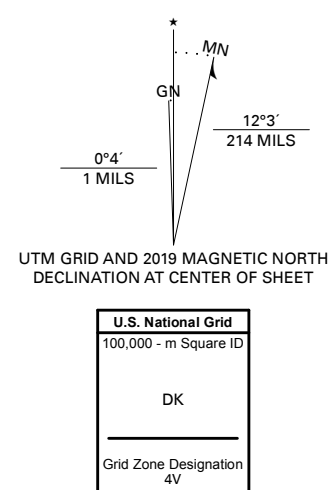 ★
MN
GN
12°3´
214 MILS
0°4´
1 MILS
UTM GRID AND 2019 MAGNETIC NORTH
DECLINATION AT CENTER OF SHEET
U.S. National Grid
100,000 - m Square ID
DK
Grid Zone Designation
4V